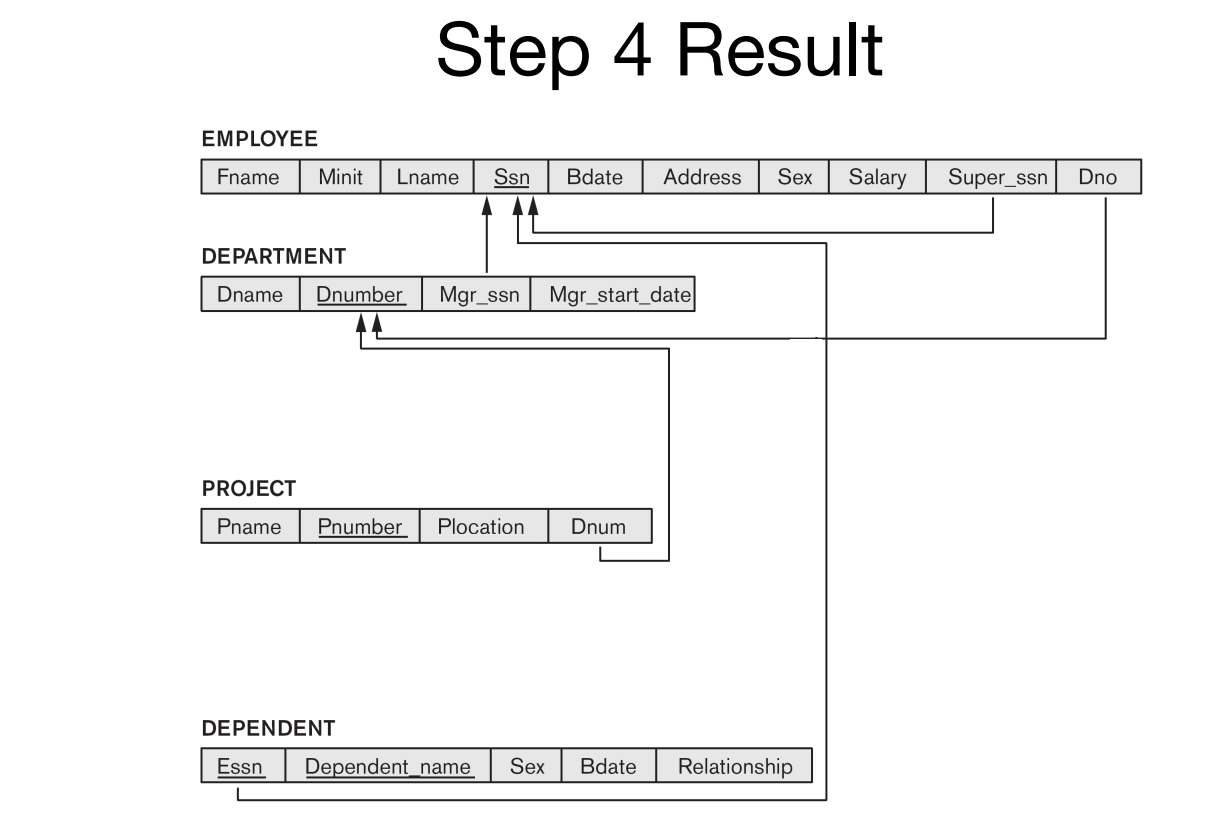 Step 4 Result
EMPLOYEE
Fname Minit Lname Ssn Bdate Address Sex Salary Super_ssn Dno
DEPARTMENT
Dname Dnumber Mgr_ssn Mgr_start_date
PROJECT
Pname Pnumber Plocation Dnum
DEPENDENT
Essn Dependent_name Sex Bdate Relationship